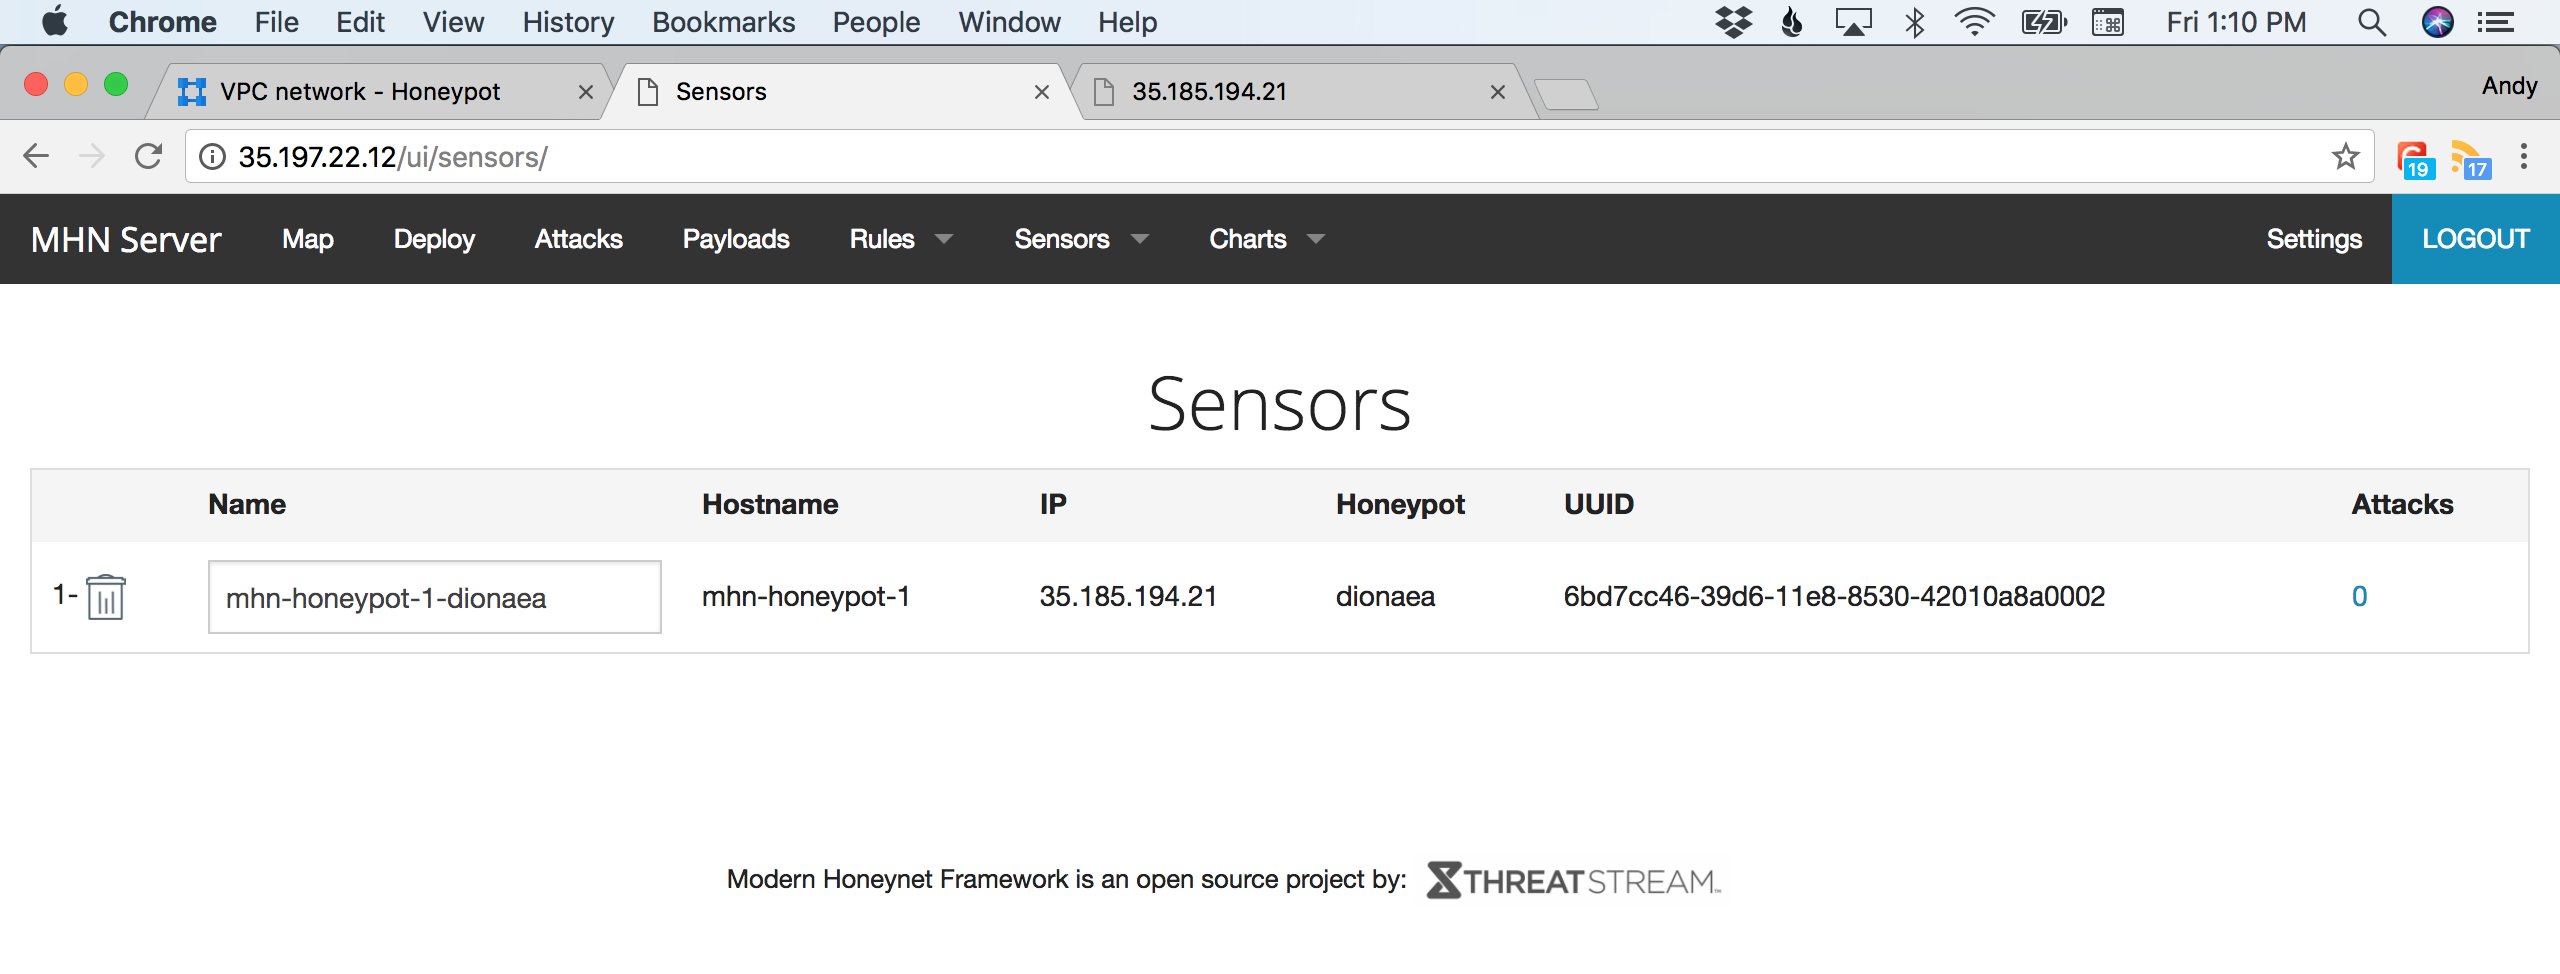 Chrome File Edit View History Bookmarks People Window Help Fri 1:10 PM
VPC network - Honeypot Sensors 35.185.194.21 Andy
35.197.22.12/ui/sensors/ 19 17
MHN Server Map Deploy Attacks Payloads Rules Sensors Charts Settings LOGOUT
Sensors
Name Hostname IP Honeypot UUID Attacks
1- mhn-honeypot-1-dionaea mhn-honeypot-1 35.185.194.21 dionaea 6bd7cc46-39d6-11e8-8530-42010a8a0002 0
Modern Honeynet Framework is an open source project by: THREATSTREAM™